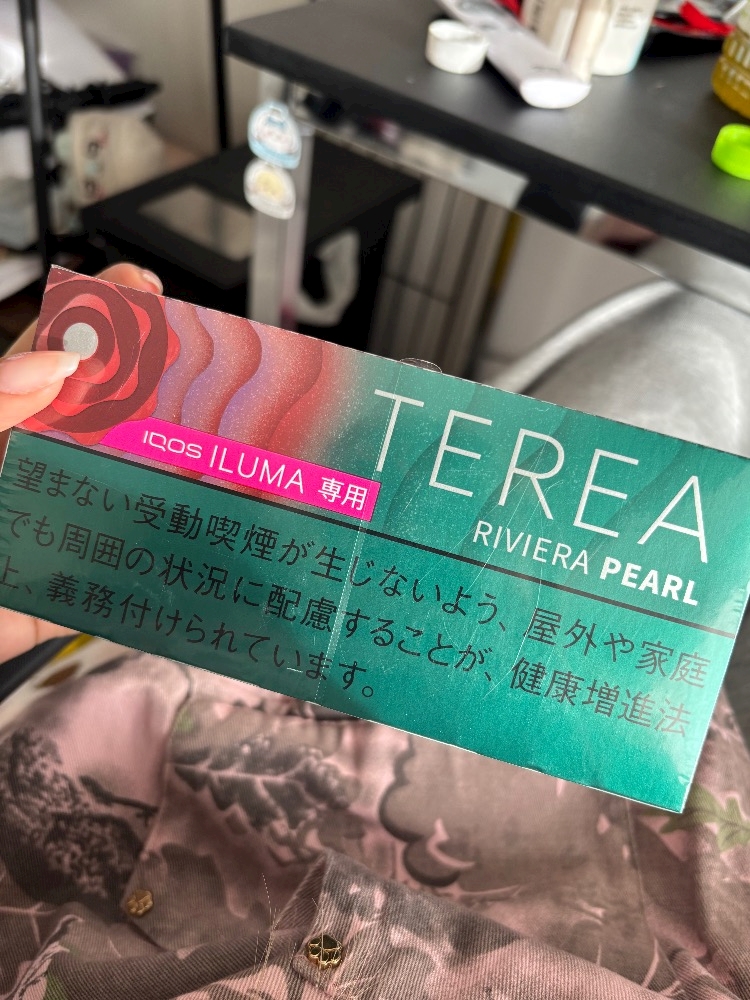 TEREA
RIVIERA PEARL
IQOS ILUMA 専用
望まない受動喫煙が生じないよう、屋外や家庭
でも周囲の状況に配慮することが、健康増進法
上、義務付けられています。